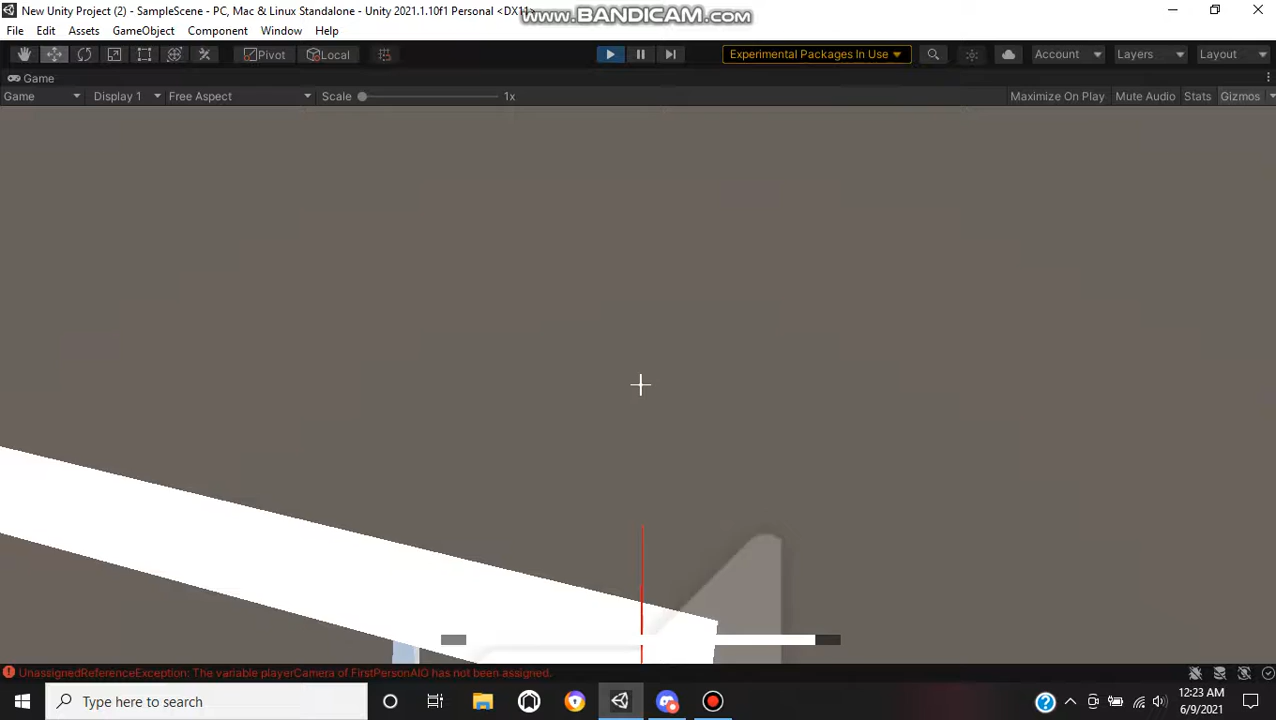 New Unity Project (2) - SampleScene - PC, Mac & Linux Standalone - Unity 2021.1.10f1 Personal <DX11>
www.BANDICAM.com
File Edit Assets GameObject Component Window Help
Pivot Local Experimental Packages In Use Account Layers Layout
Game
Game Display 1 Free Aspect Scale 1x Maximize On Play Mute Audio Stats Gizmos
UnassignedReferenceException: The variable playerCamera of FirstPersonAIO has not been assigned.
Type here to search
12:23 AM
6/9/2021